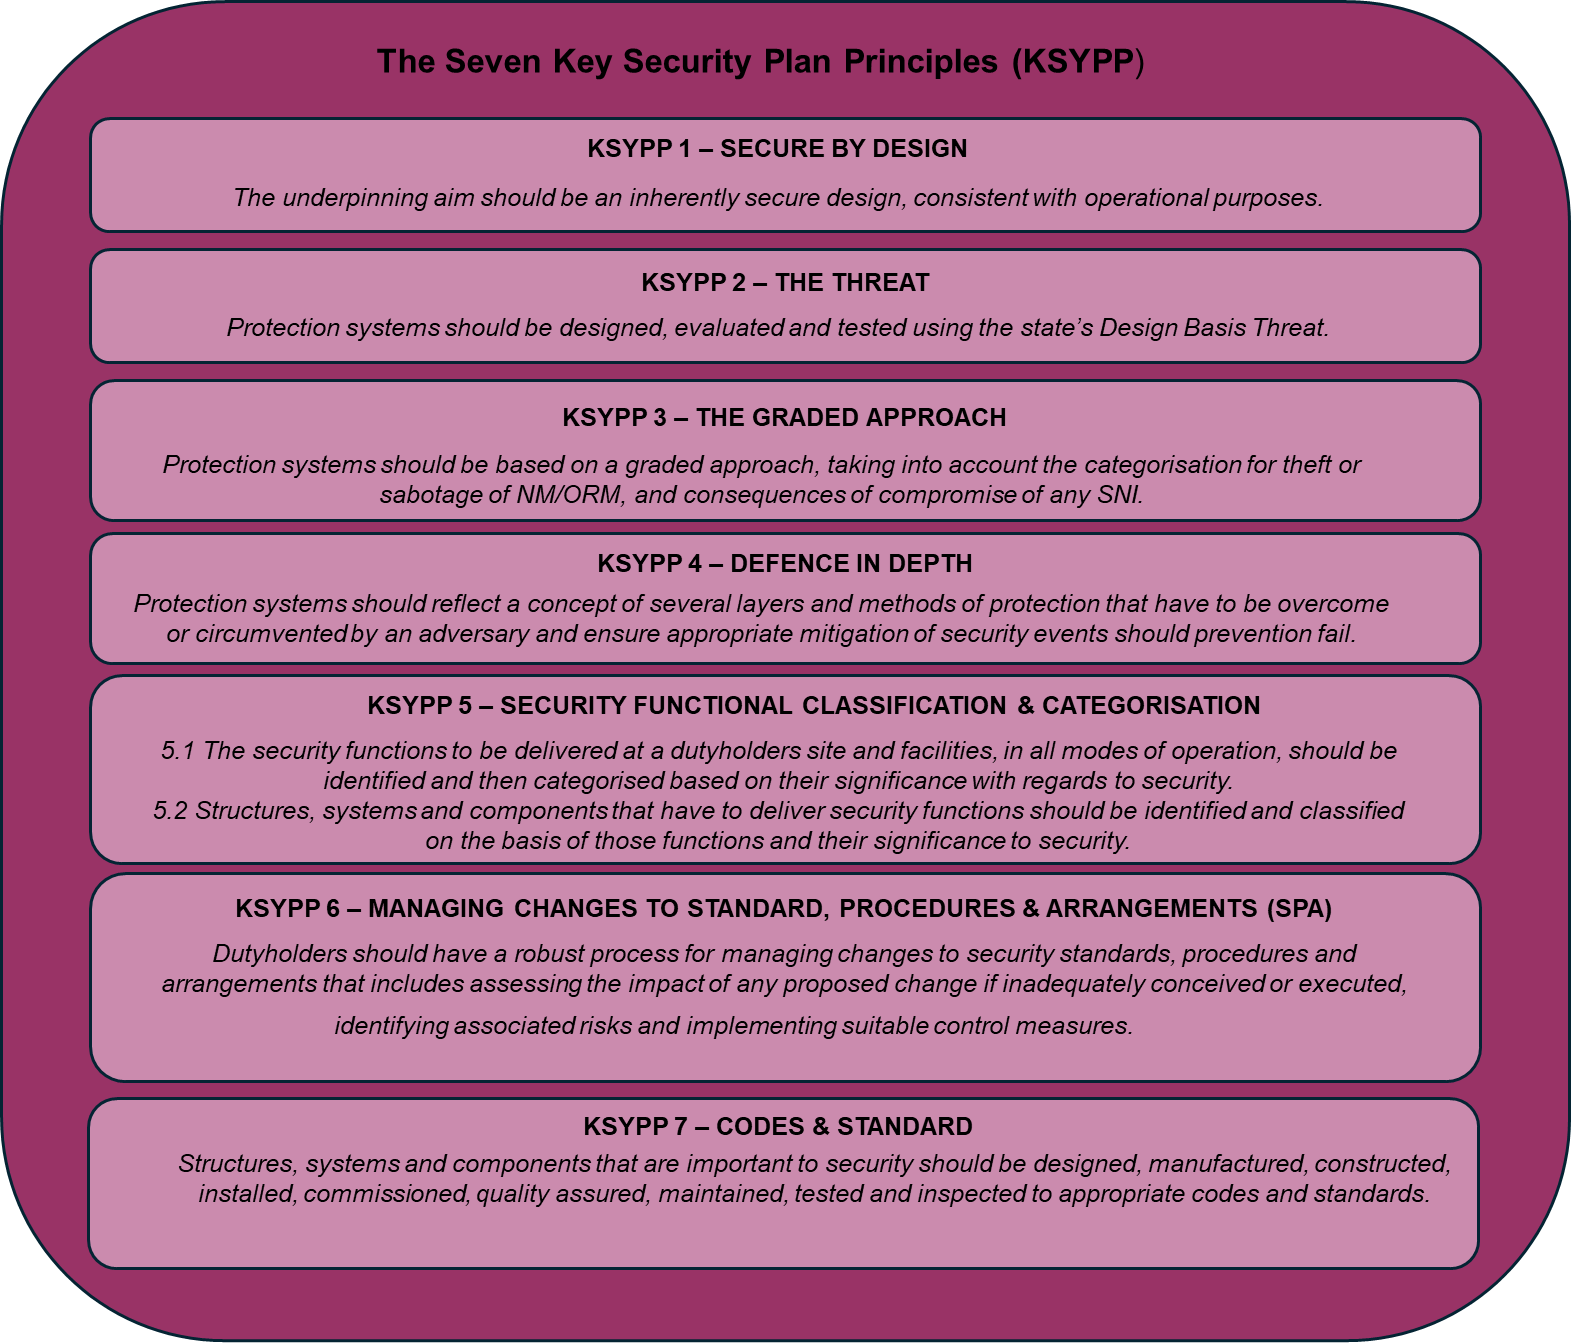 The Seven Key Security Plan Principles (KSYPP)
KSYPP 1 – SECURE BY DESIGN
The underpinning aim should be an inherently secure design, consistent with operational purposes.
KSYPP 2 – THE THREAT
Protection systems should be designed, evaluated and tested using the state’s Design Basis Threat.
KSYPP 3 – THE GRADED APPROACH
Protection systems should be based on a graded approach, taking into account the categorisation for theft or
sabotage of NM/ORM, and consequences of compromise of any SNI.
KSYPP 4 – DEFENCE IN DEPTH
Protection systems should reflect a concept of several layers and methods of protection that have to be overcome
or circumvented by an adversary and ensure appropriate mitigation of security events should prevention fail.
KSYPP 5 – SECURITY FUNCTIONAL CLASSIFICATION & CATEGORISATION
5.1 The security functions to be delivered at a dutyholders site and facilities, in all modes of operation, should be
identified and then categorised based on their significance with regards to security.
5.2 Structures, systems and components that have to deliver security functions should be identified and classified
on the basis of those functions and their significance to security.
KSYPP 6 – MANAGING CHANGES TO STANDARD, PROCEDURES & ARRANGEMENTS (SPA)
Dutyholders should have a robust process for managing changes to security standards, procedures and
arrangements that includes assessing the impact of any proposed change if inadequately conceived or executed,
identifying associated risks and implementing suitable control measures.
KSYPP 7 – CODES & STANDARD
Structures, systems and components that are important to security should be designed, manufactured, constructed,
installed, commissioned, quality assured, maintained, tested and inspected to appropriate codes and standards.